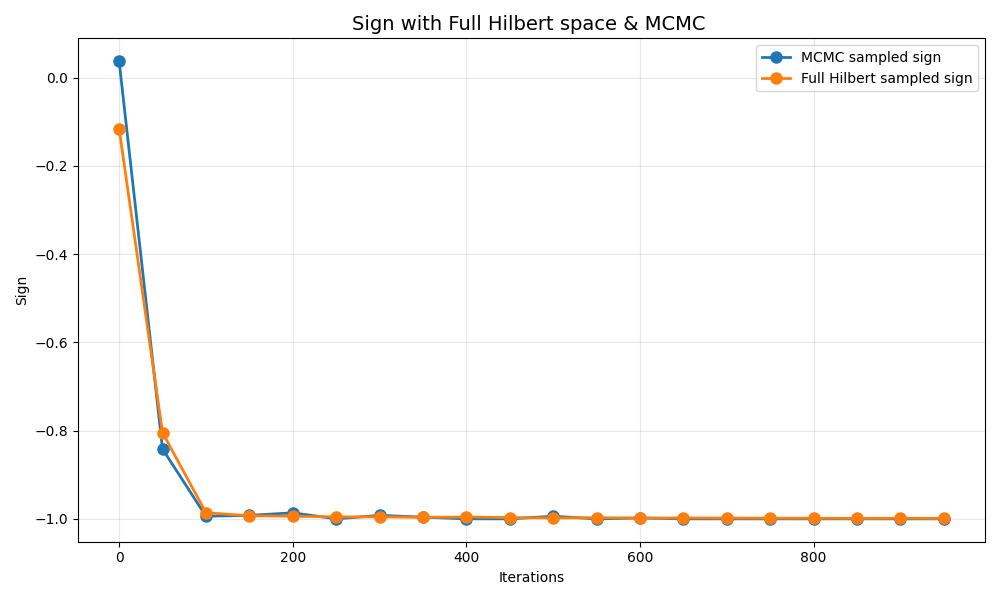 Sign with Full Hilbert space & MCMC
MCMC sampled sign
Full Hilbert sampled sign
0.0
−0.2
−0.4
−0.6
−0.8
−1.0
Sign
0
200
400
600
800
Iterations